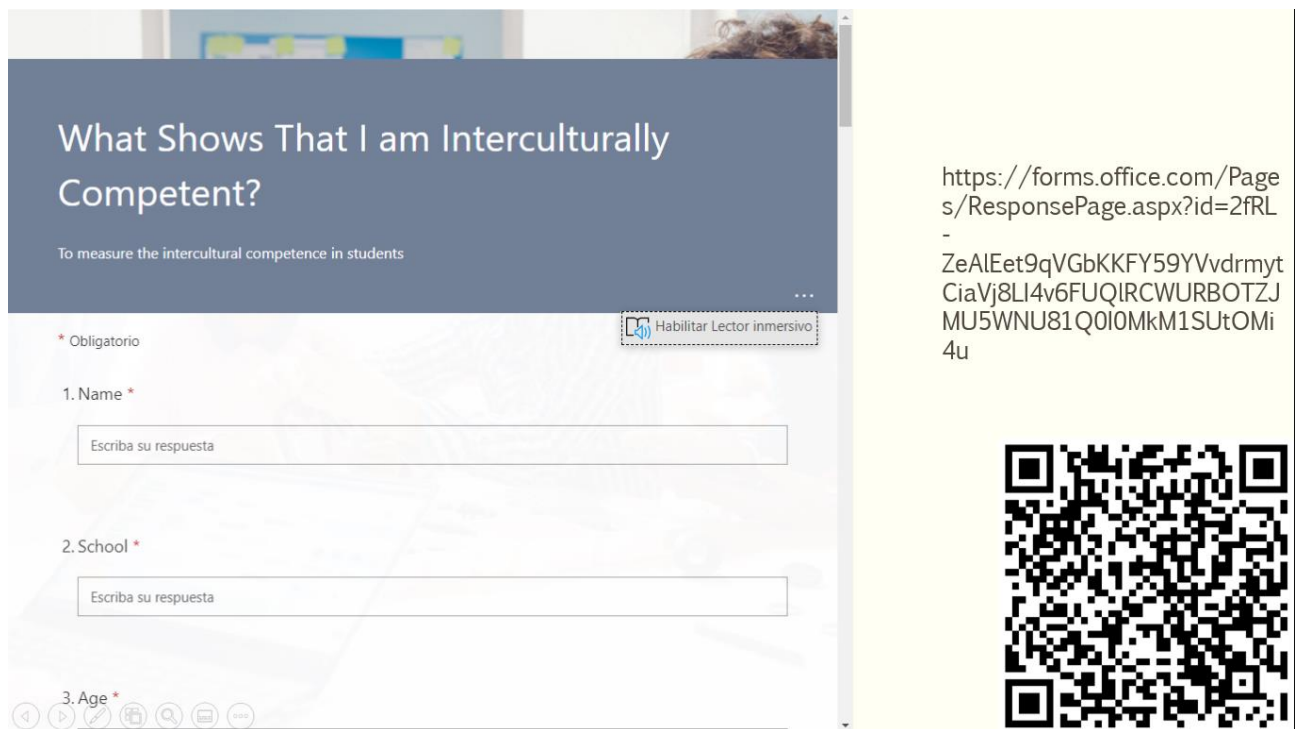 What Shows That I am Interculturally
Competent?
To measure the intercultural competence in students
...
Habilitar Lector inmersivo
* Obligatorio
1. Name *
Escriba su respuesta
2. School *
Escriba su respuesta
3. Age *
https://forms.office.com/Page
s/ResponsePage.aspx?id=2fRL
-
ZeAlEet9qVGbKKFY59YVvdrmyt
CiaVj8LI4v6FUQlRCWURBOTZJ
MU5WNU81Q0l0MkM1SUtOMi
4u